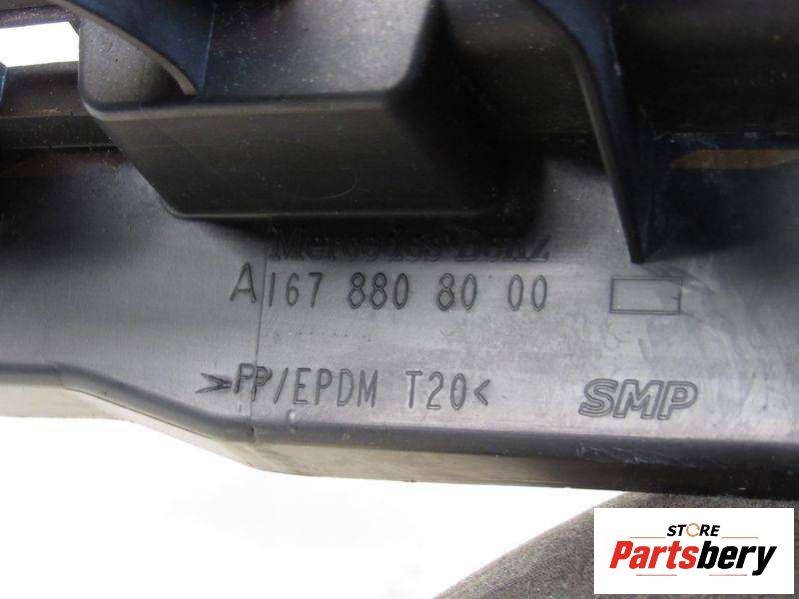 Mercedes-Benz
A167 880 80 00
>PP/EPDM T20<
SMP
STORE
Partsbery